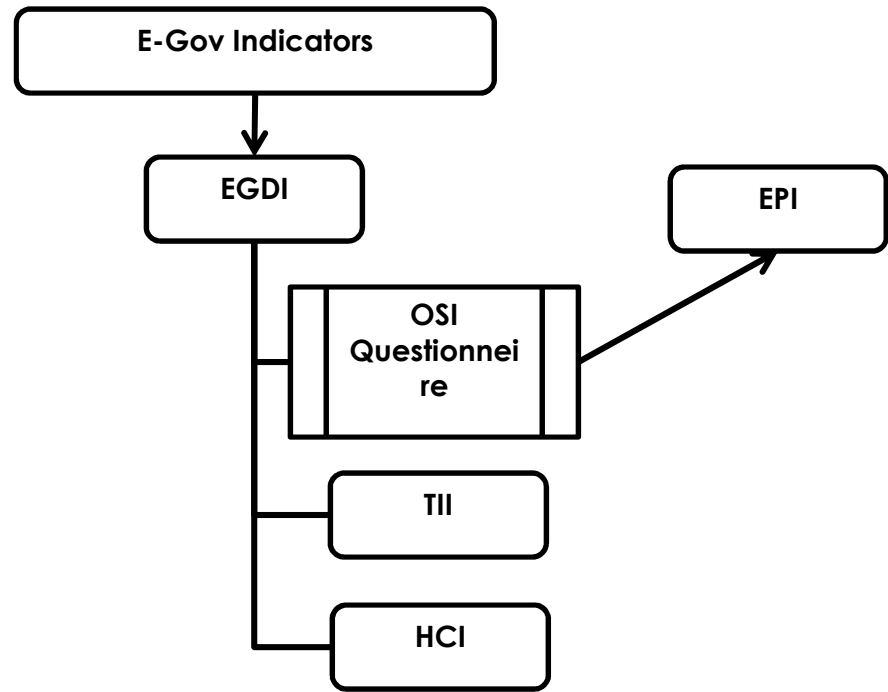 E-Gov Indicators
EGDI
EPI
OSI
Questionnei
re
TII
HCI